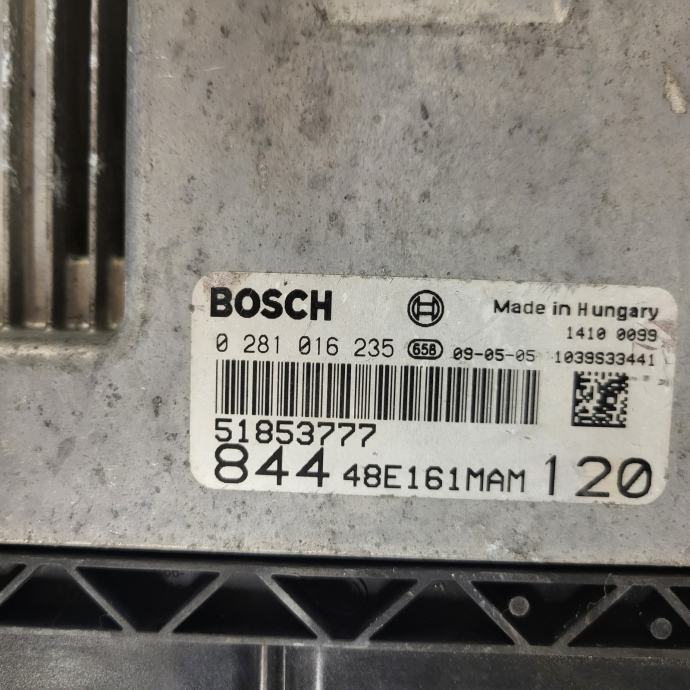 BOSCH Made in Hungary
1410 0099
0 281 016 235 658 09-05-05 1039S33441
51853777
844 48E161MAM 120